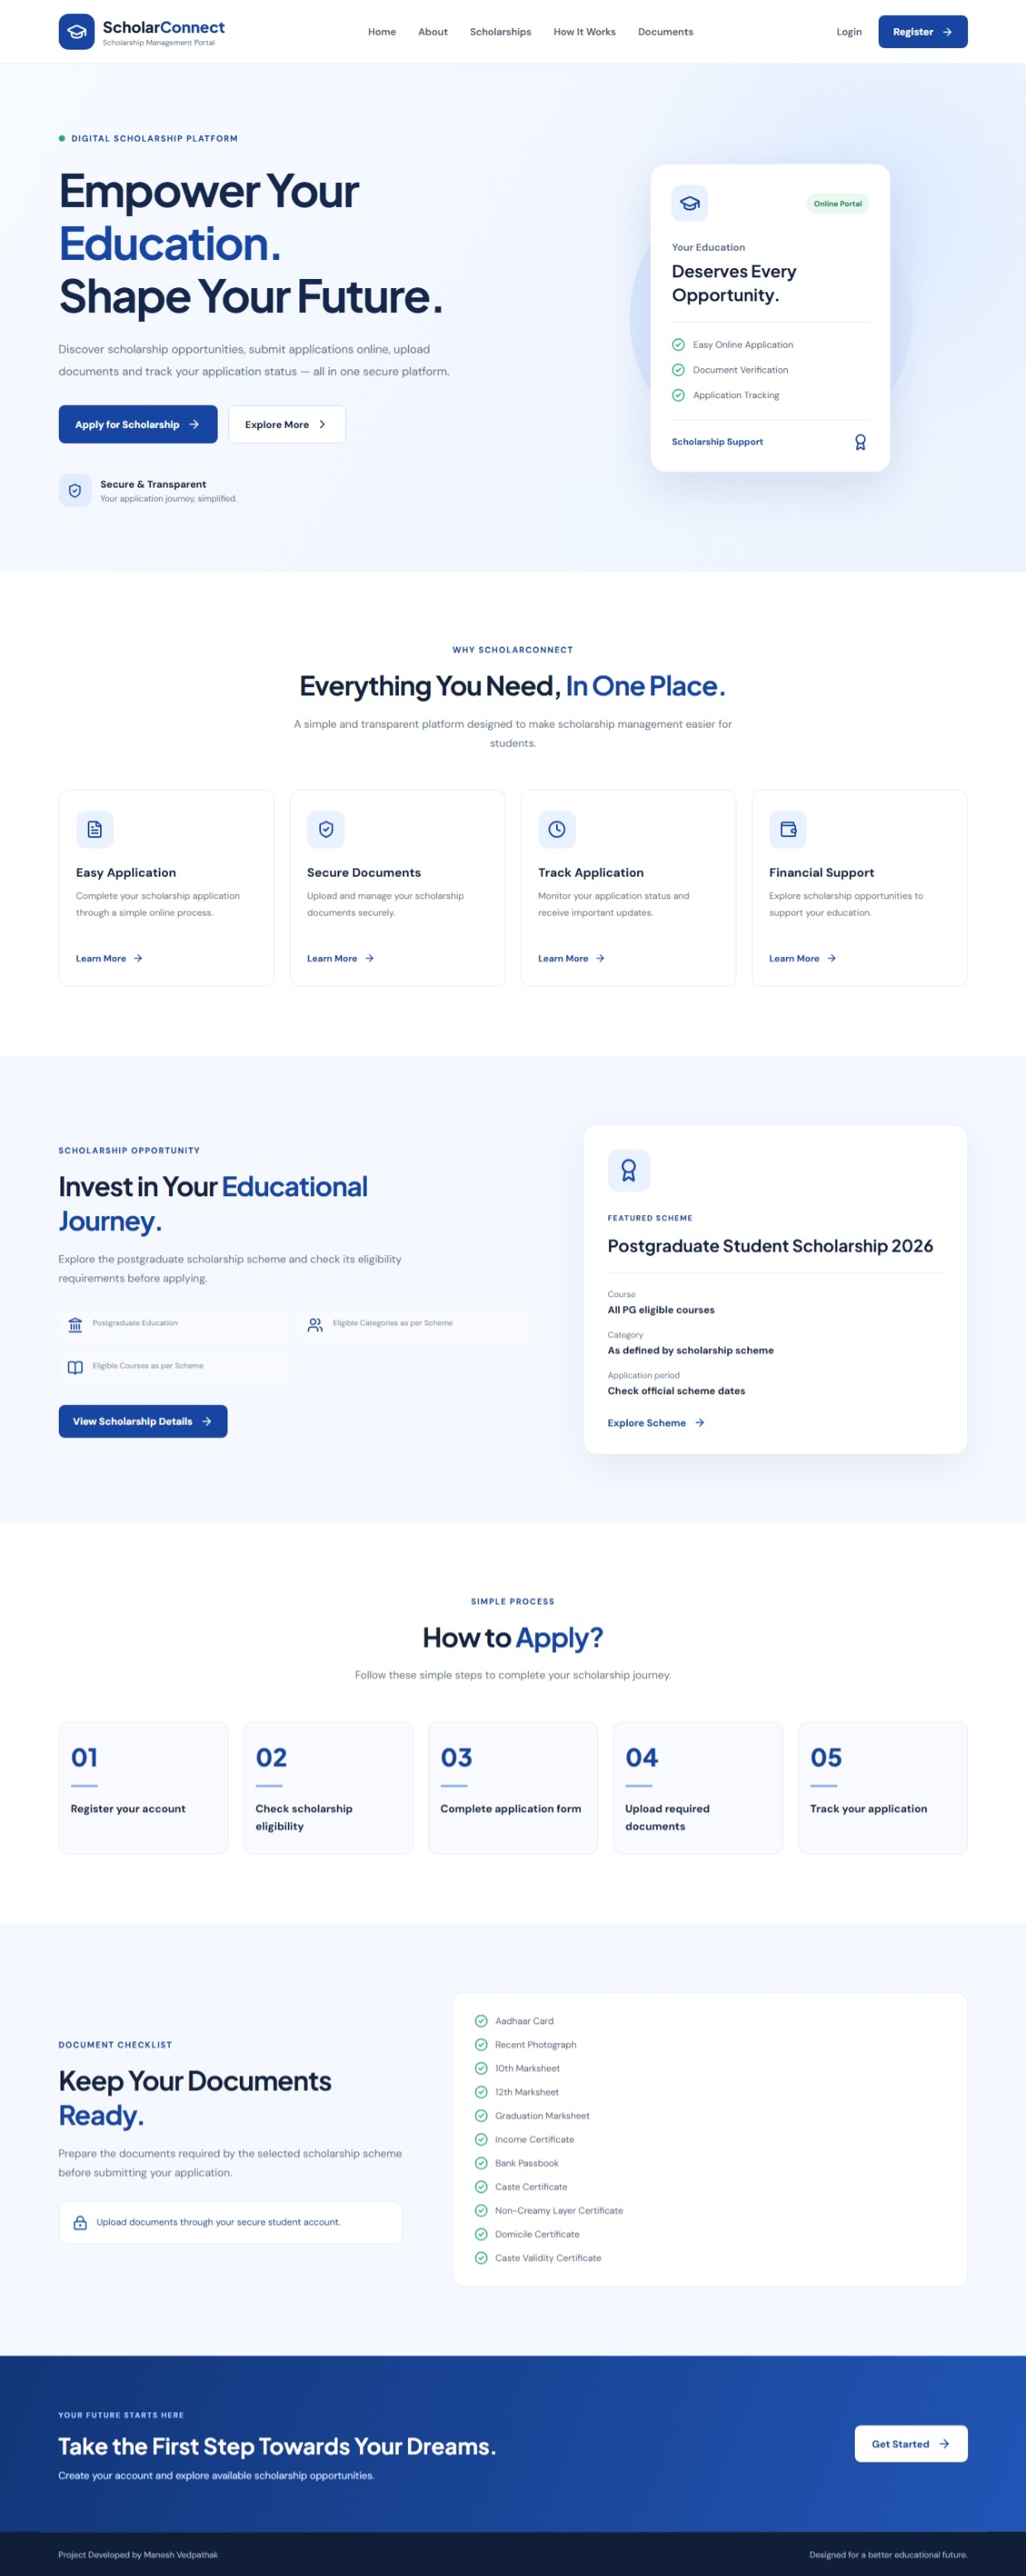 ScholarConnect
Scholarship Management Portal
Home
About
Scholarships
How It Works
Documents
Login
Register
DIGITAL SCHOLARSHIP PLATFORM
Empower Your
Education.
Shape Your Future.
Discover scholarship opportunities, submit applications online, upload
documents and track your application status — all in one secure platform.
Apply for Scholarship
Explore More
Secure & Transparent
Your application journey, simplified.
Online Portal
Your Education
Deserves Every
Opportunity.
Easy Online Application
Document Verification
Application Tracking
Scholarship Support
WHY SCHOLARCONNECT
Everything You Need, In One Place.
A simple and transparent platform designed to make scholarship management easier for
students.
Easy Application
Complete your scholarship application
through a simple online process.
Learn More
Secure Documents
Upload and manage your scholarship
documents securely.
Learn More
Track Application
Monitor your application status and
receive important updates.
Learn More
Financial Support
Explore scholarship opportunities to
support your education.
Learn More
SCHOLARSHIP OPPORTUNITY
Invest in Your Educational
Journey.
Explore the postgraduate scholarship scheme and check its eligibility
requirements before applying.
Postgraduate Education
Eligible Categories as per Scheme
Eligible Courses as per Scheme
View Scholarship Details
FEATURED SCHEME
Postgraduate Student Scholarship 2026
Course
All PG eligible courses
Category
As defined by scholarship scheme
Application period
Check official scheme dates
Explore Scheme
SIMPLE PROCESS
How to Apply?
Follow these simple steps to complete your scholarship journey.
01
Register your account
02
Check scholarship
eligibility
03
Complete application form
04
Upload required
documents
05
Track your application
DOCUMENT CHECKLIST
Keep Your Documents
Ready.
Prepare the documents required by the selected scholarship scheme
before submitting your application.
Upload documents through your secure student account.
Aadhaar Card
Recent Photograph
10th Marksheet
12th Marksheet
Graduation Marksheet
Income Certificate
Bank Passbook
Caste Certificate
Non-Creamy Layer Certificate
Domicile Certificate
Caste Validity Certificate
YOUR FUTURE STARTS HERE
Take the First Step Towards Your Dreams.
Create your account and explore available scholarship opportunities.
Get Started
Project Developed by Manesh Vedpathak
Designed for a better educational future.